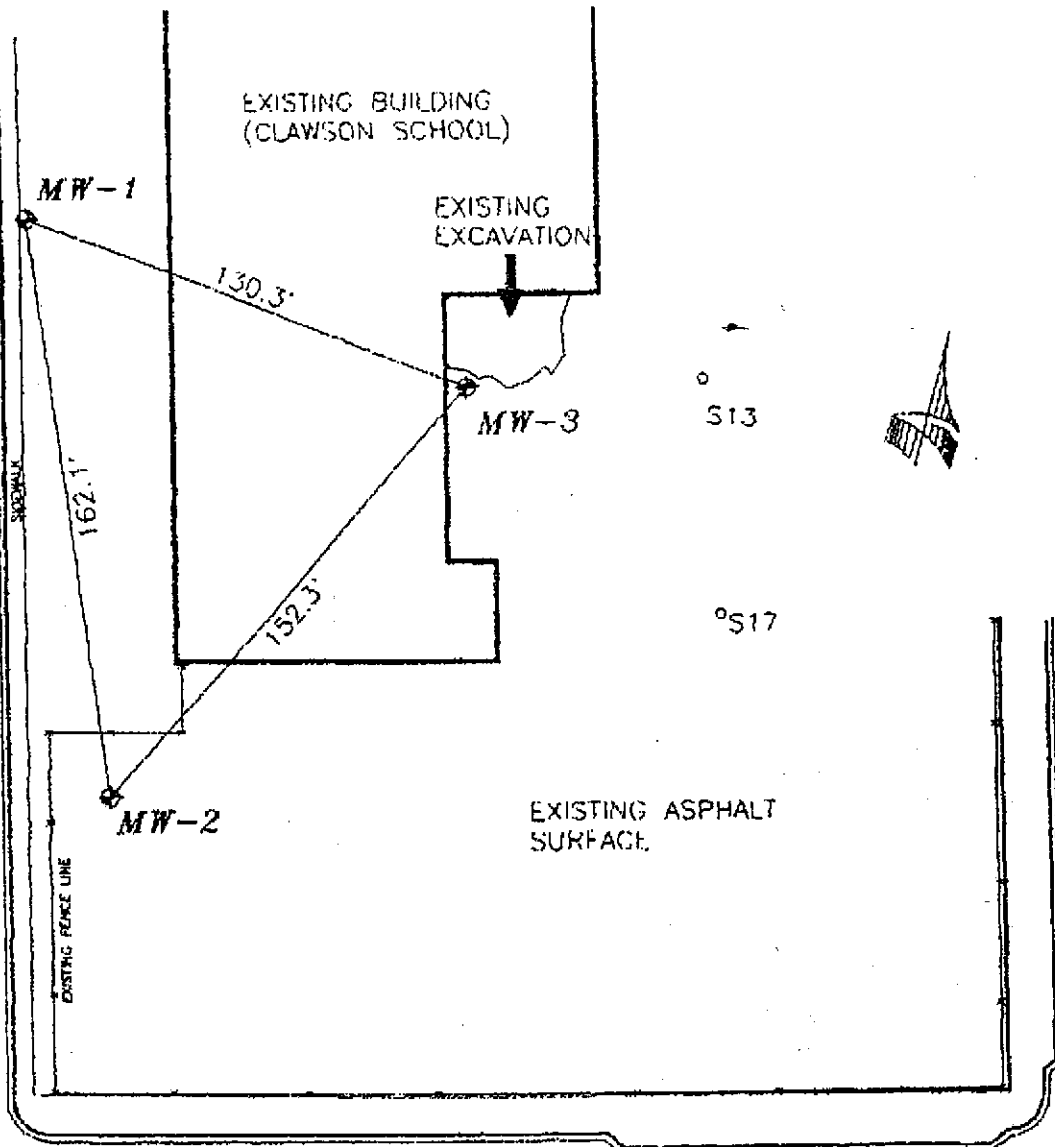 EXISTING BUILDING
(CLAWSON SCHOOL)
MW-1
EXISTING
EXCAVATION
130.3'
MW-3
S13
SIDEWALK
162.1'
152.3'
S17
MW-2
EXISTING ASPHALT
SURFACE
EXISTING FENCE LINE